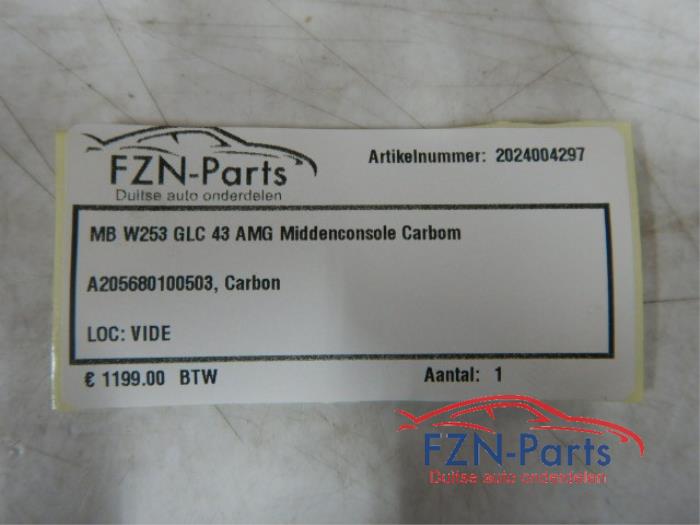 FZN-Parts
Duitse auto onderdelen
Artikelnummer: 2024004297
MB W253 GLC 43 AMG Middenconsole Carbom
A205680100503, Carbon
LOC: VIDE
€ 1199.00 BTW
Aantal: 1
FZN-Parts
Duitse auto onderdelen